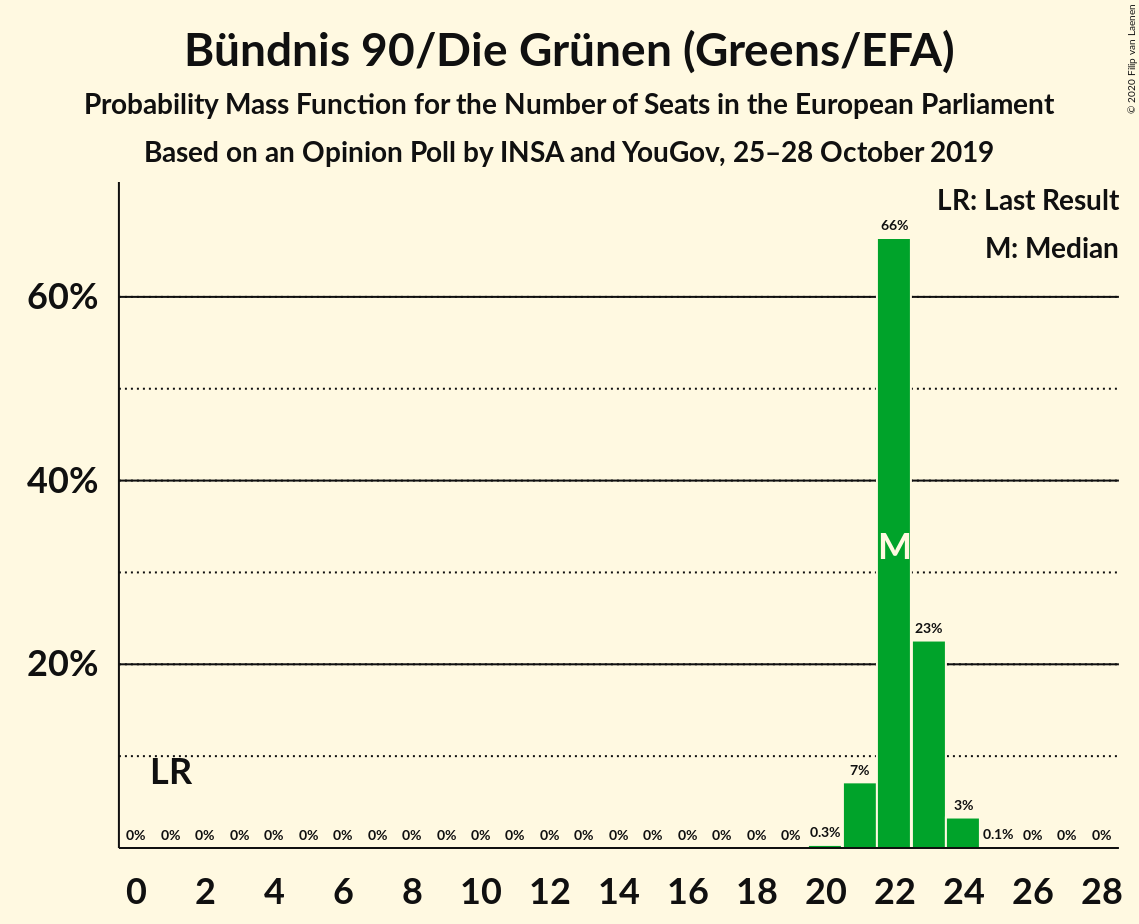 Bündnis 90/Die Grünen (Greens/EFA)
Probability Mass Function for the Number of Seats in the European Parliament
Based on an Opinion Poll by INSA and YouGov, 25–28 October 2019
© 2020 Filip van Laenen
LR: Last Result
M: Median
66%
60%
40%
M
23%
20%
LR
7%
3%
0% 0% 0% 0% 0% 0% 0% 0% 0% 0% 0% 0% 0% 0% 0% 0% 0% 0% 0% 0% 0.3% 0.1% 0% 0% 0%
0 2 4 6 8 10 12 14 16 18 20 22 24 26 28